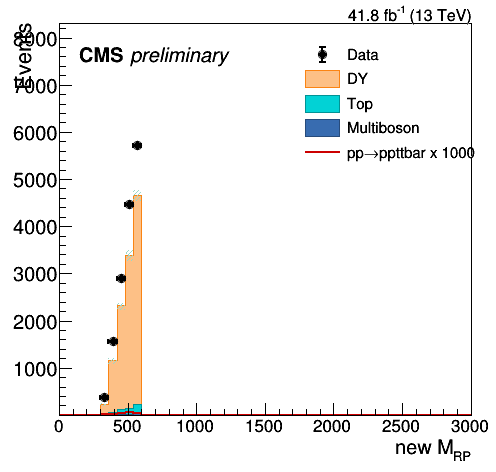 41.8 fb-1 (13 TeV)
CMS preliminary
Events
Data
DY
Top
Multiboson
pp→ppttbar x 1000
8000
7000
6000
5000
4000
3000
2000
1000
0 500 1000 1500 2000 2500 3000
new MRP